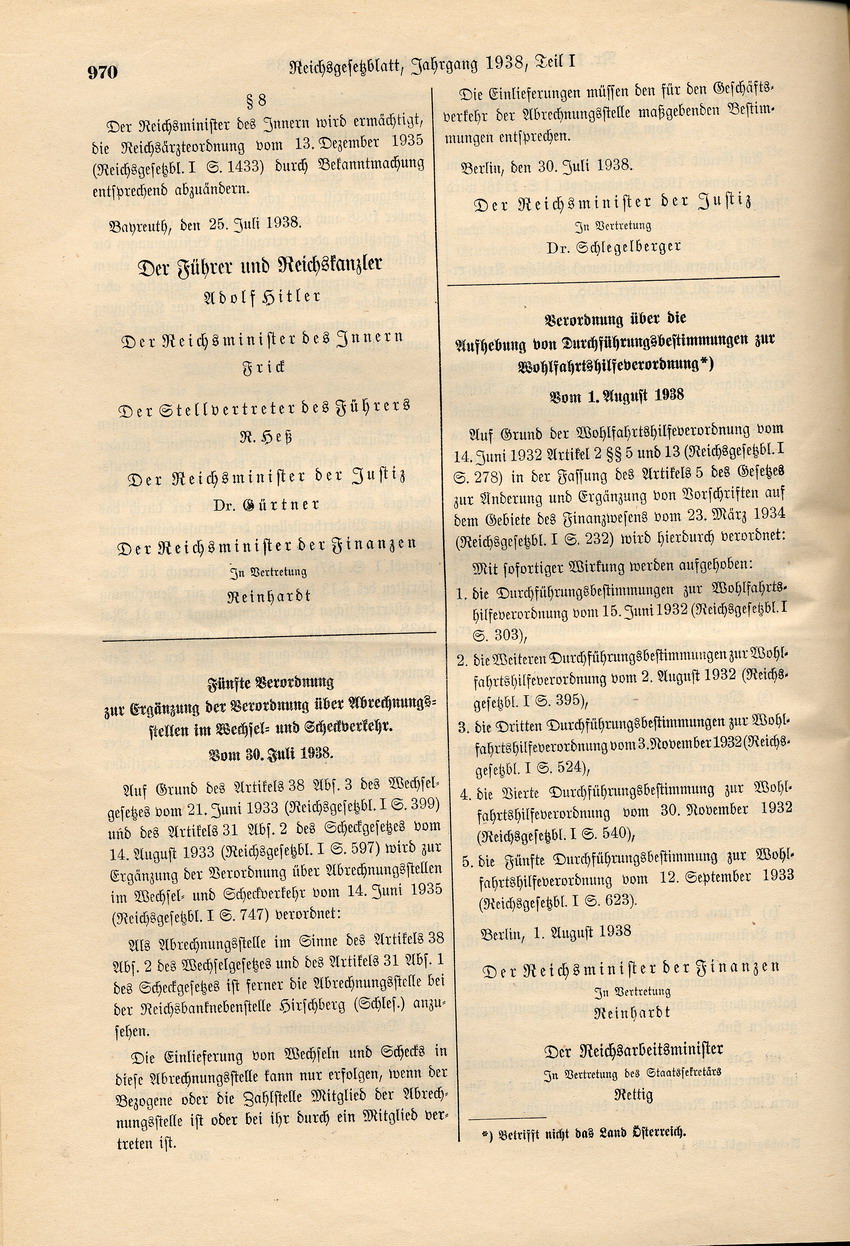 970
Reichsgesetzblatt, Jahrgang 1938, Teil I
§ 8
Der Reichsminister des Innern wird ermächtigt,
die Reichsärzteordnung vom 13. Dezember 1935
(Reichsgesetzbl. I S. 1433) durch Bekanntmachung
entsprechend abzuändern.
Bayreuth, den 25. Juli 1938.
Der Führer und Reichskanzler
Adolf Hitler
Der Reichsminister des Innern
Frick
Der Stellvertreter des Führers
R. Heß
Der Reichsminister der Justiz
Dr. Gürtner
Der Reichsminister der Finanzen
In Vertretung
Reinhardt
Fünfte Verordnung
zur Ergänzung der Verordnung über Abrechnungs-
stellen im Wechsel- und Scheckverkehr.
Vom 30. Juli 1938.
Auf Grund des Artikels 38 Abs. 3 des Wechsel-
gesetzes vom 21. Juni 1933 (Reichsgesetzbl. I S. 399)
und des Artikels 31 Abs. 2 des Scheckgesetzes vom
14. August 1933 (Reichsgesetzbl. I S. 597) wird zur
Ergänzung der Verordnung über Abrechnungsstellen
im Wechsel- und Scheckverkehr vom 14. Juni 1935
(Reichsgesetzbl. I S. 747) verordnet:
Als Abrechnungsstelle im Sinne des Artikels 38
Abs. 2 des Wechselgesetzes und des Artikels 31 Abs. 1
des Scheckgesetzes ist ferner die Abrechnungsstelle bei
der Reichsbanknebenstelle Hirschberg (Schles.) anzu-
sehen.
Die Einlieferung von Wechseln und Schecks in
diese Abrechnungsstelle kann nur erfolgen, wenn der
Bezogene oder die Zahlstelle Mitglied der Abrech-
nungsstelle ist oder bei ihr durch ein Mitglied ver-
treten ist.
Die Einlieferungen müssen den für den Geschäfts-
verkehr der Abrechnungsstelle maßgebenden Bestim-
mungen entsprechen.
Berlin, den 30. Juli 1938.
Der Reichsminister der Justiz
In Vertretung
Dr. Schlegelberger
Verordnung über die
Aufhebung von Durchführungsbestimmungen zur
Wohlfahrtshilfeverordnung*)
Vom 1. August 1938
Auf Grund der Wohlfahrtshilfeverordnung vom
14. Juni 1932 Artikel 2 §§ 5 und 13 (Reichsgesetzbl. I
S. 278) in der Fassung des Artikels 5 des Gesetzes
zur Änderung und Ergänzung von Vorschriften auf
dem Gebiete des Finanzwesens vom 23. März 1934
(Reichsgesetzbl. I S. 232) wird hierdurch verordnet:
Mit sofortiger Wirkung werden aufgehoben:
1. die Durchführungsbestimmungen zur Wohlfahrts-
hilfeverordnung vom 15. Juni 1932 (Reichsgesetzbl. I
S. 303),
2. die Weiteren Durchführungsbestimmungen zur Wohl-
fahrtshilfeverordnung vom 2. August 1932 (Reichs-
gesetzbl. I S. 395),
3. die Dritten Durchführungsbestimmungen zur Wohl-
fahrtshilfeverordnung vom 3. November 1932 (Reichs-
gesetzbl. I S. 524),
4. die Vierte Durchführungsbestimmung zur Wohl-
fahrtshilfeverordnung vom 30. November 1932
(Reichsgesetzbl. I S. 540),
5. die Fünfte Durchführungsbestimmung zur Wohl-
fahrtshilfeverordnung vom 12. September 1933
(Reichsgesetzbl. I S. 623).
Berlin, 1. August 1938
Der Reichsminister der Finanzen
In Vertretung
Reinhardt
Der Reichsarbeitsminister
In Vertretung des Staatssekretärs
Rettig
*) Betrifft nicht das Land Österreich.